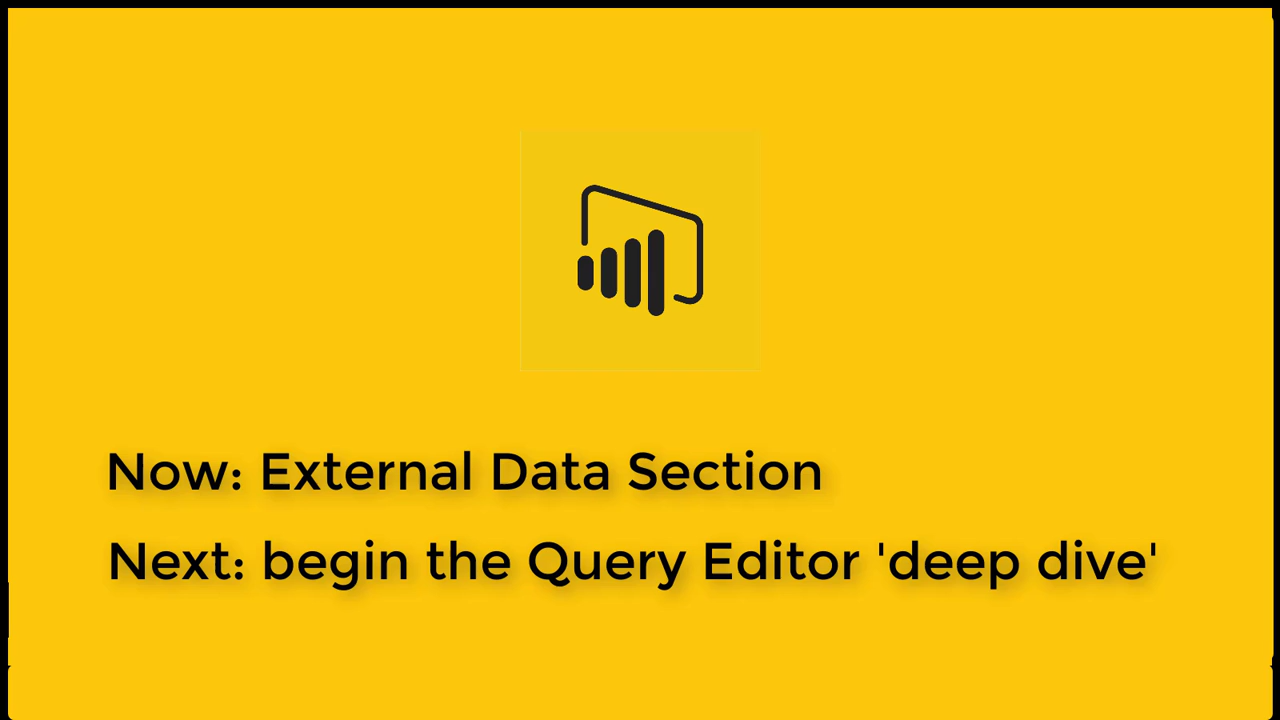 Now: External Data Section
Next: begin the Query Editor 'deep dive'